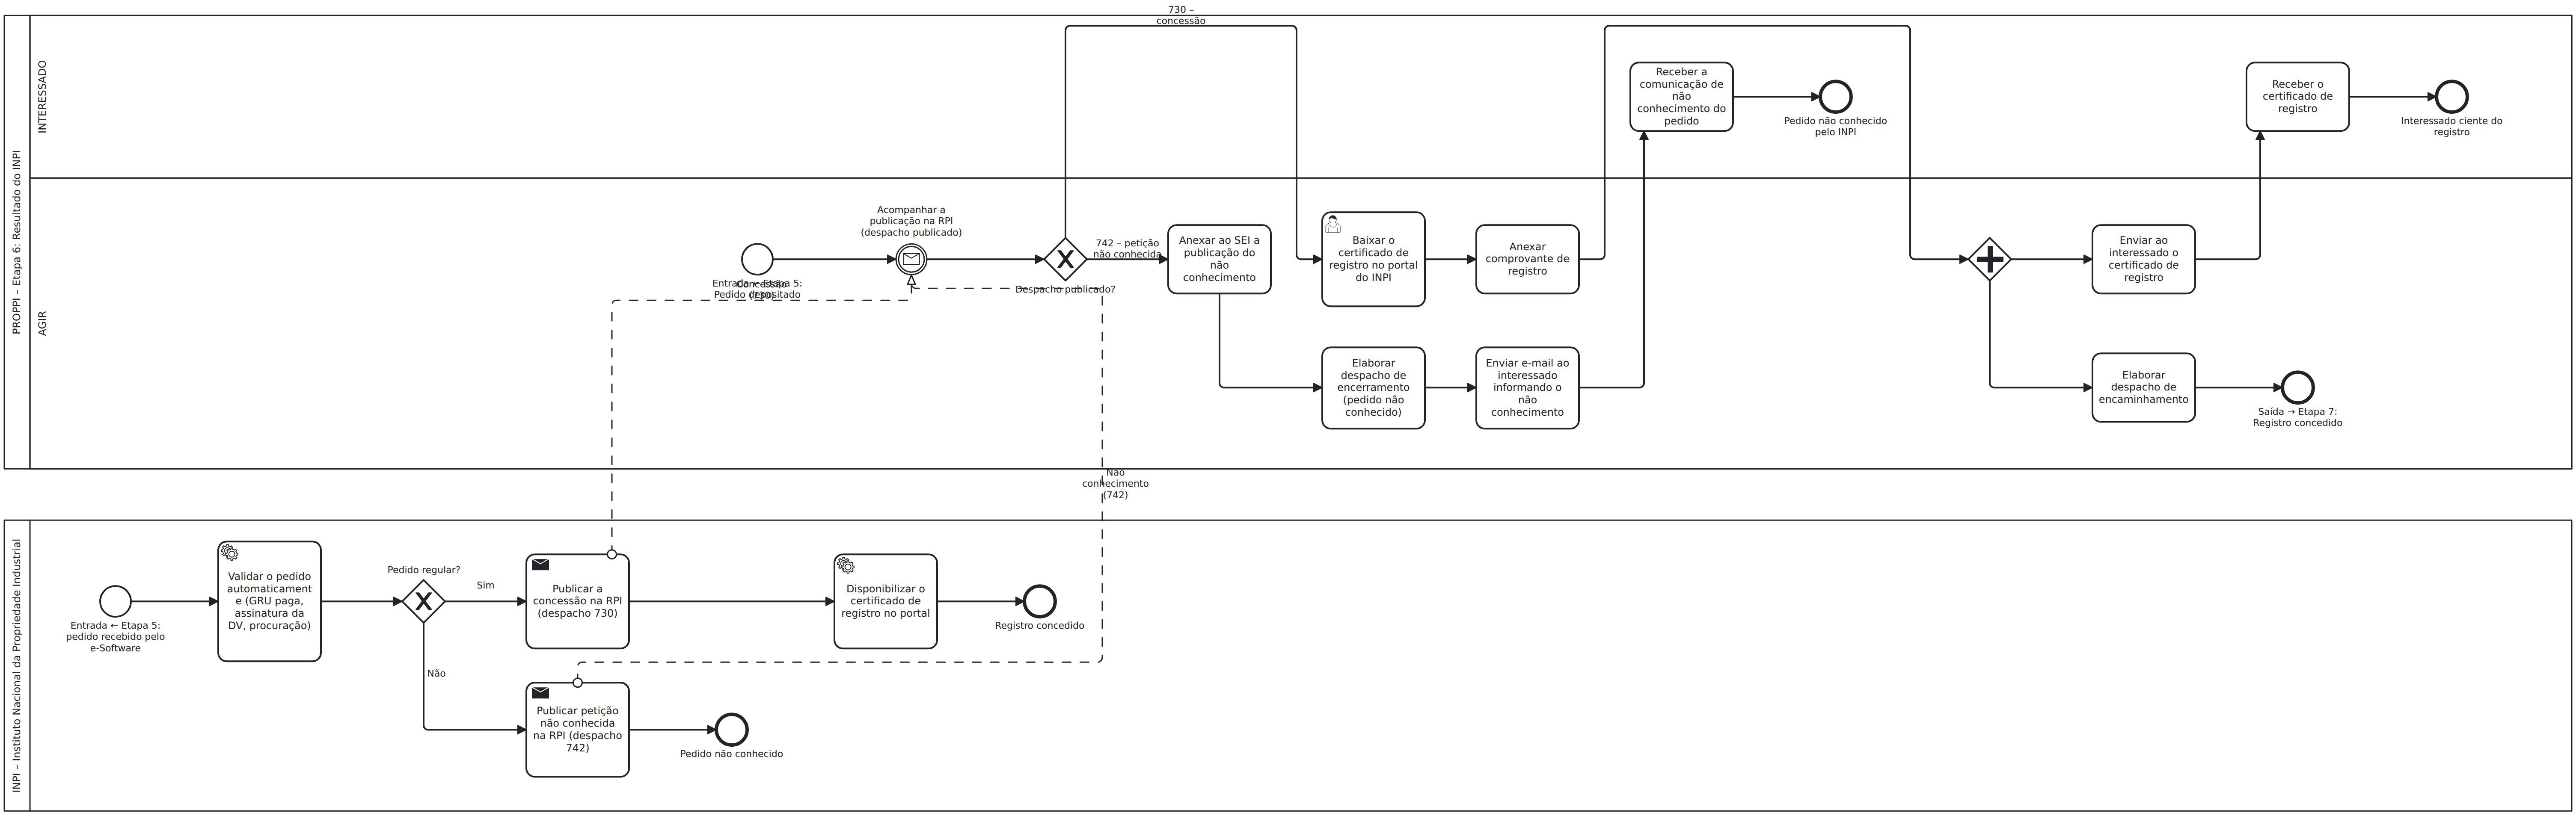 730 –
concessão
PROPPI – Etapa 6: Resultado do INPI
INTERESSADO
Receber a
comunicação de
não
conhecimento do
pedido
Pedido não conhecido
pelo INPI
Receber o
certificado de
registro
Interessado ciente do
registro
AGIR
Entrada ← Etapa 5:
Pedido depositado
Concessão
(730)
Acompanhar a
publicação na RPI
(despacho publicado)
Despacho publicado?
742 – petição
não conhecida
Anexar ao SEI a
publicação do
não
conhecimento
Baixar o
certificado de
registro no portal
do INPI
Anexar
comprovante de
registro
Elaborar
despacho de
encerramento
(pedido não
conhecido)
Enviar e-mail ao
interessado
informando o
não
conhecimento
Enviar ao
interessado o
certificado de
registro
Elaborar
despacho de
encaminhamento
Saída → Etapa 7:
Registro concedido
Não
conhecimento
(742)
INPI – Instituto Nacional da Propriedade Industrial
Entrada ← Etapa 5:
pedido recebido pelo
e-Software
Validar o pedido
automaticament
e (GRU paga,
assinatura da
DV, procuração)
Pedido regular?
Sim
Não
Publicar a
concessão na RPI
(despacho 730)
Disponibilizar o
certificado de
registro no portal
Registro concedido
Publicar petição
não conhecida
na RPI (despacho
742)
Pedido não conhecido